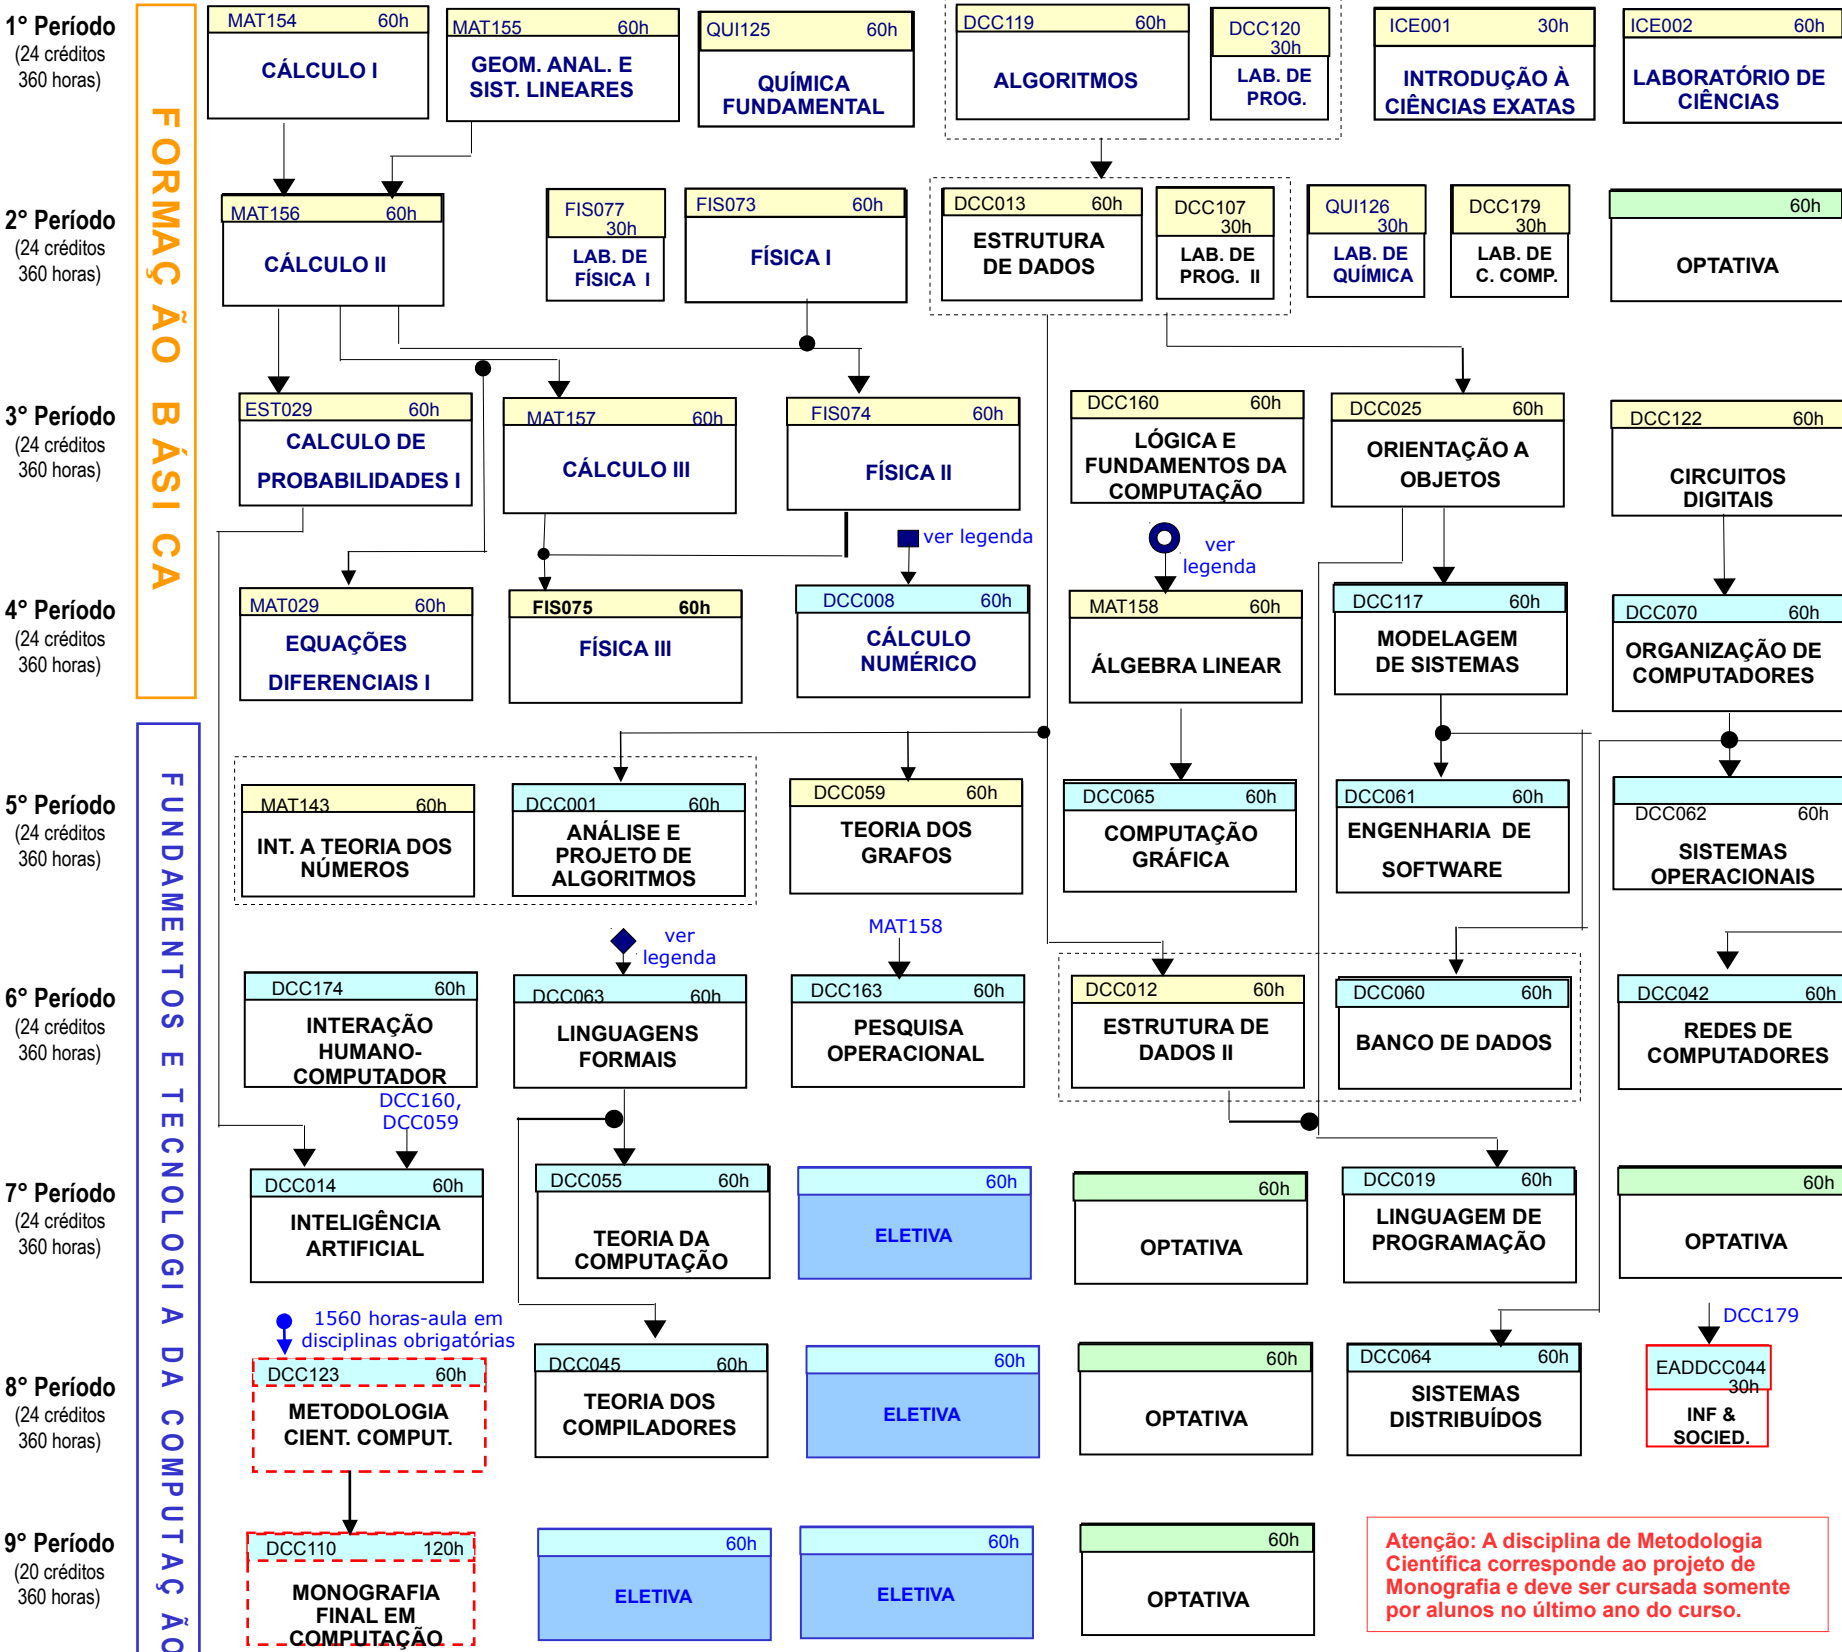 1° Período
(24 créditos
360 horas)
MAT154 60h
CÁLCULO I
MAT155 60h
GEOM. ANAL. E
SIST. LINEARES
QUI125 60h
QUÍMICA
FUNDAMENTAL
DCC119 60h
ALGORITMOS
DCC120
30h
LAB. DE
PROG.
ICE001 30h
INTRODUÇÃO À
CIÊNCIAS EXATAS
ICE002 60h
LABORATÓRIO DE
CIÊNCIAS
FORMAÇ ÃO BÁSI CA
2° Período
(24 créditos
360 horas)
MAT156 60h
CÁLCULO II
FIS077
30h
LAB. DE
FÍSICA I
FIS073 60h
FÍSICA I
DCC013 60h
ESTRUTURA
DE DADOS
DCC107
30h
LAB. DE
PROG. II
QUI126
30h
LAB. DE
QUÍMICA
DCC179
30h
LAB. DE
C. COMP.
60h
OPTATIVA
3° Período
(24 créditos
360 horas)
EST029 60h
CALCULO DE
PROBABILIDADES I
MAT157 60h
CÁLCULO III
FIS074 60h
FÍSICA II
DCC160 60h
LÓGICA E
FUNDAMENTOS DA
COMPUTAÇÃO
DCC025 60h
ORIENTAÇÃO A
OBJETOS
DCC122 60h
CIRCUITOS
DIGITAIS
ver legenda
ver
legenda
4° Período
(24 créditos
360 horas)
MAT029 60h
EQUAÇÕES
DIFERENCIAIS I
FIS075 60h
FÍSICA III
DCC008 60h
CÁLCULO
NUMÉRICO
MAT158 60h
ÁLGEBRA LINEAR
DCC117 60h
MODELAGEM
DE SISTEMAS
DCC070 60h
ORGANIZAÇÃO DE
COMPUTADORES
FUNDAMENTOS E TECNOLOGI A DA COMPUTAÇ ÃO
5° Período
(24 créditos
360 horas)
MAT143 60h
INT. A TEORIA DOS
NÚMEROS
DCC001 60h
ANÁLISE E
PROJETO DE
ALGORITMOS
DCC059 60h
TEORIA DOS
GRAFOS
DCC065 60h
COMPUTAÇÃO
GRÁFICA
DCC061 60h
ENGENHARIA DE
SOFTWARE
DCC062 60h
SISTEMAS
OPERACIONAIS
ver
legenda
MAT158
6° Período
(24 créditos
360 horas)
DCC174 60h
INTERAÇÃO
HUMANO-
COMPUTADOR
DCC063 60h
LINGUAGENS
FORMAIS
DCC163 60h
PESQUISA
OPERACIONAL
DCC012 60h
ESTRUTURA DE
DADOS II
DCC060 60h
BANCO DE DADOS
DCC042 60h
REDES DE
COMPUTADORES
DCC160,
DCC059
7° Período
(24 créditos
360 horas)
DCC014 60h
INTELIGÊNCIA
ARTIFICIAL
DCC055 60h
TEORIA DA
COMPUTAÇÃO
60h
ELETIVA
60h
OPTATIVA
DCC019 60h
LINGUAGEM DE
PROGRAMAÇÃO
60h
OPTATIVA
1560 horas-aula em
disciplinas obrigatórias
DCC179
8° Período
(24 créditos
360 horas)
DCC123 60h
METODOLOGIA
CIENT. COMPUT.
DCC045 60h
TEORIA DOS
COMPILADORES
60h
ELETIVA
60h
OPTATIVA
DCC064 60h
SISTEMAS
DISTRIBUÍDOS
EADDCC044
30h
INF &
SOCIED.
9° Período
(20 créditos
360 horas)
DCC110 120h
MONOGRAFIA
FINAL EM
COMPUTAÇÃO
60h
ELETIVA
60h
ELETIVA
60h
OPTATIVA
Atenção: A disciplina de Metodologia
Científica corresponde ao projeto de
Monografia e deve ser cursada somente
por alunos no último ano do curso.